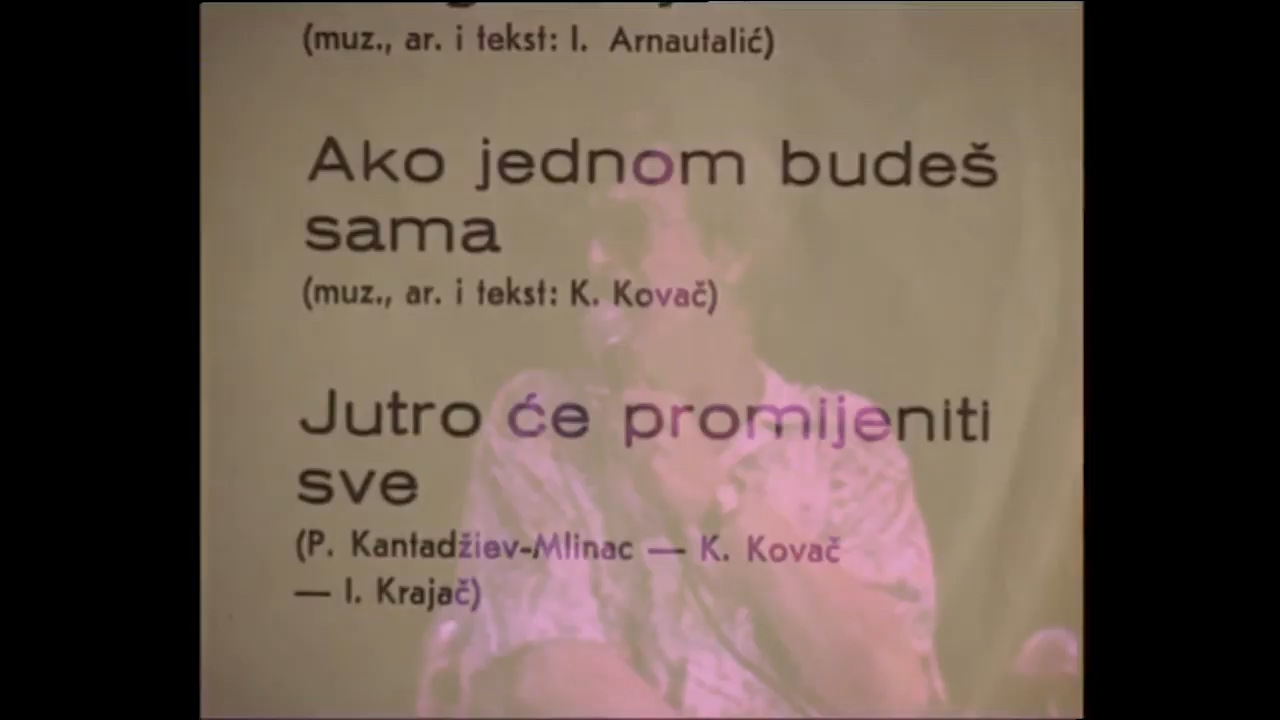 (muz., ar. i tekst: I. Arnautalić)
Ako jednom budeš
sama
(muz., ar. i tekst: K. Kovač)
Jutro će promijeniti
sve
(P. Kantadžiev-Mlinac — K. Kovač
— I. Krajač)